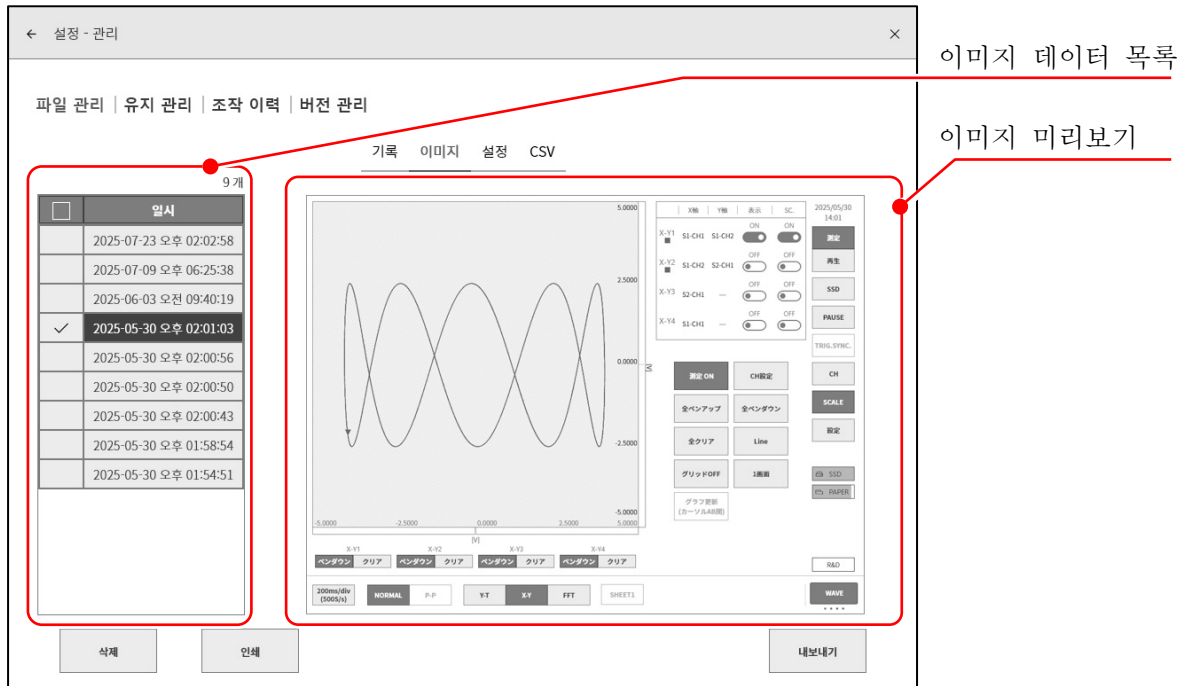 ← 설정 - 관리 ×
이미지 데이터 목록
파일 관리 | 유지 관리 | 조작 이력 | 버전 관리
이미지 미리보기
기록 이미지 설정 CSV
9개
일시
2025-07-23 오후 02:02:58
2025-07-09 오후 06:25:38
2025-06-03 오전 09:40:19
2025-05-30 오후 02:01:03
2025-05-30 오후 02:00:56
2025-05-30 오후 02:00:50
2025-05-30 오후 02:00:43
2025-05-30 오후 01:58:54
2025-05-30 오후 01:54:51
5.0000
2.5000
0.0000
[V]
-2.5000
-5.0000
-5.0000 -2.5000 0.0000 2.5000 5.0000
[V]
X軸 Y軸 表示 SC.
ON ON
X-Y1 S1-CH1 S1-CH2
OFF OFF
X-Y2 S1-CH2 S2-CH1
OFF OFF
X-Y3 S2-CH1 —
OFF OFF
X-Y4 S1-CH1 —
測定 ON CH設定
全ペンアップ 全ペンダウン
全クリア Line
グリッドOFF 1画面
グラフ更新
(カーソルAB間)
2025/05/30
14:01
測定
再生
SSD
PAUSE
TRIG.SYNC.
CH
SCALE
設定
SSD
PAPER
R&D
X-Y1 X-Y2 X-Y3 X-Y4
ペンダウン クリア ペンダウン クリア ペンダウン クリア ペンダウン クリア
200ms/div
(500S/s)
NORMAL P-P Y-T X-Y FFT SHEET1 WAVE
삭제 인쇄 내보내기